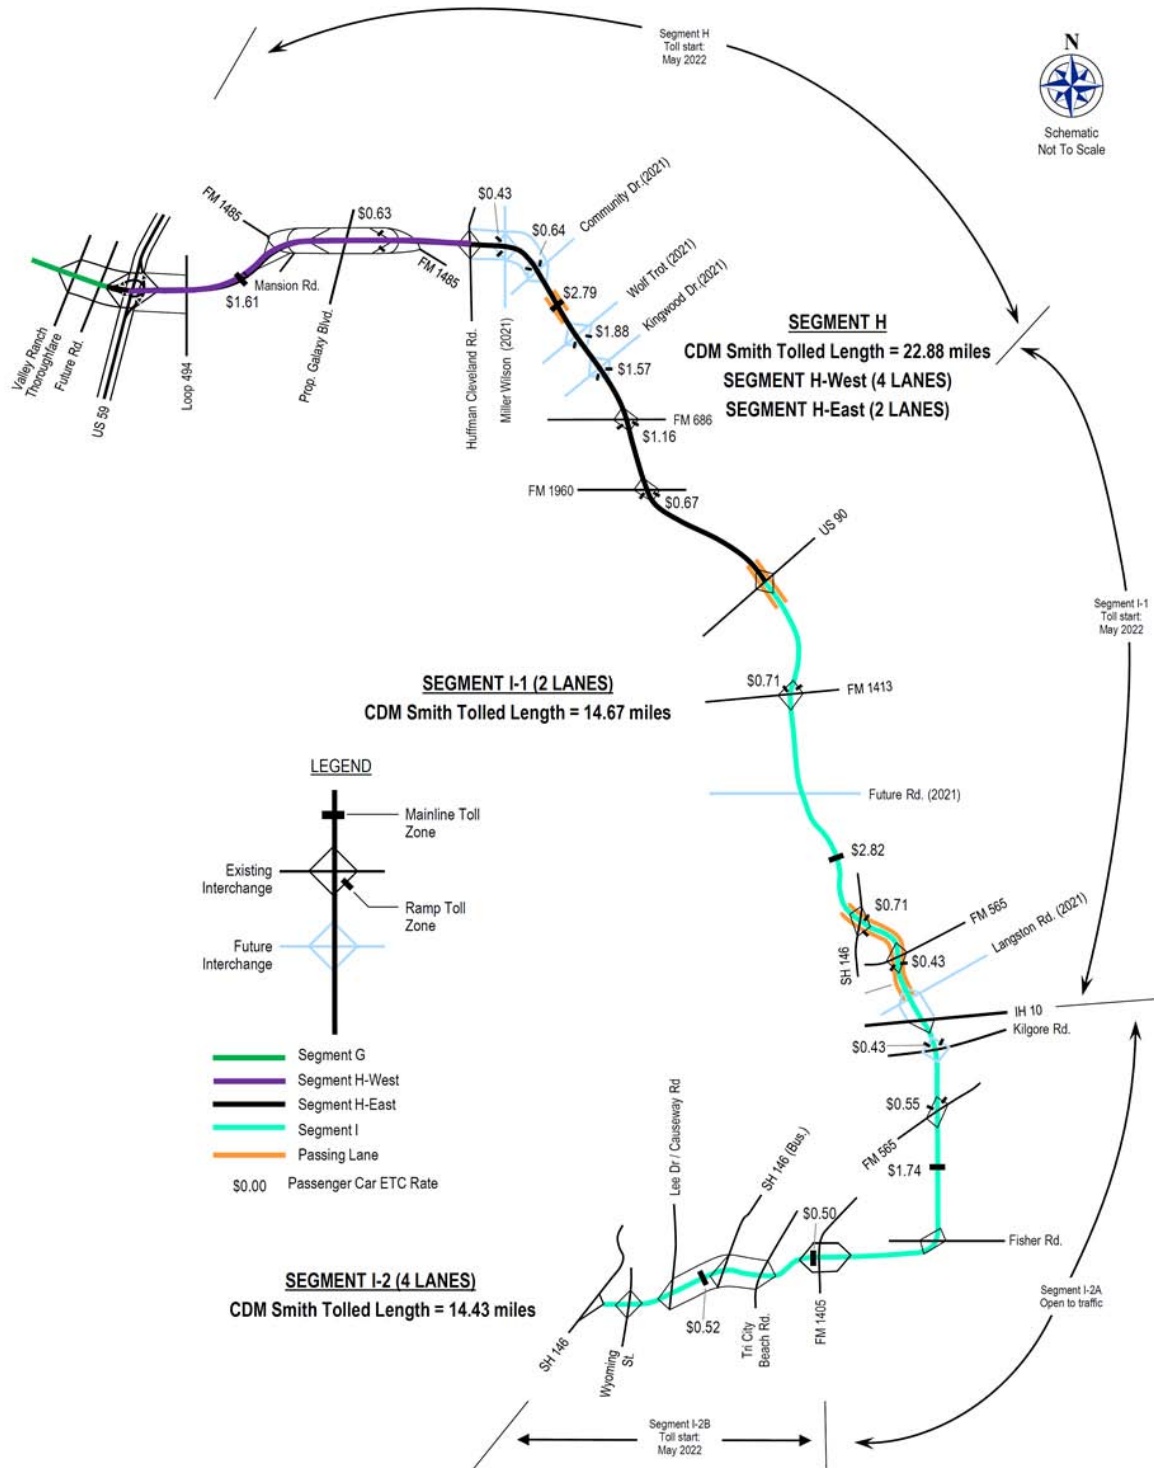 Segment H
Toll start:
May 2022
N
Schematic
Not To Scale
FM 1485
$0.63
$0.43
Community Dr.(2021)
$0.64
Wolf Trot (2021)
Kingwood Dr.(2021)
FM 1485
Mansion Rd.
$1.61
$2.79
$1.88
$1.57
Valley Ranch
Thoroughfare
Future Rd.
US 59
Loop 494
Prop. Galaxy Blvd.
Huffman Cleveland Rd.
Miller Wilson (2021)
SEGMENT H
CDM Smith Tolled Length = 22.88 miles
SEGMENT H-West (4 LANES)
SEGMENT H-East (2 LANES)
FM 686
$1.16
FM 1960
$0.67
US 90
Segment I-1
Toll start:
May 2022
SEGMENT I-1 (2 LANES)
CDM Smith Tolled Length = 14.67 miles
$0.71
FM 1413
LEGEND
Mainline Toll
Zone
Existing
Interchange
Ramp Toll
Zone
Future
Interchange
Segment G
Segment H-West
Segment H-East
Segment I
Passing Lane
$0.00 Passenger Car ETC Rate
Future Rd. (2021)
$2.82
$0.71
SH 146
FM 565
$0.43
Langston Rd. (2021)
IH 10
Kilgore Rd.
$0.43
$0.55
FM 565
$1.74
Fisher Rd.
Lee Dr / Causeway Rd
SH 146 (Bus.)
$0.50
SEGMENT I-2 (4 LANES)
CDM Smith Tolled Length = 14.43 miles
$0.52
SH 146
Wyoming
St.
Tri City
Beach Rd.
FM 1405
Segment I-2A
Open to traffic
Segment I-2B
Toll start:
May 2022